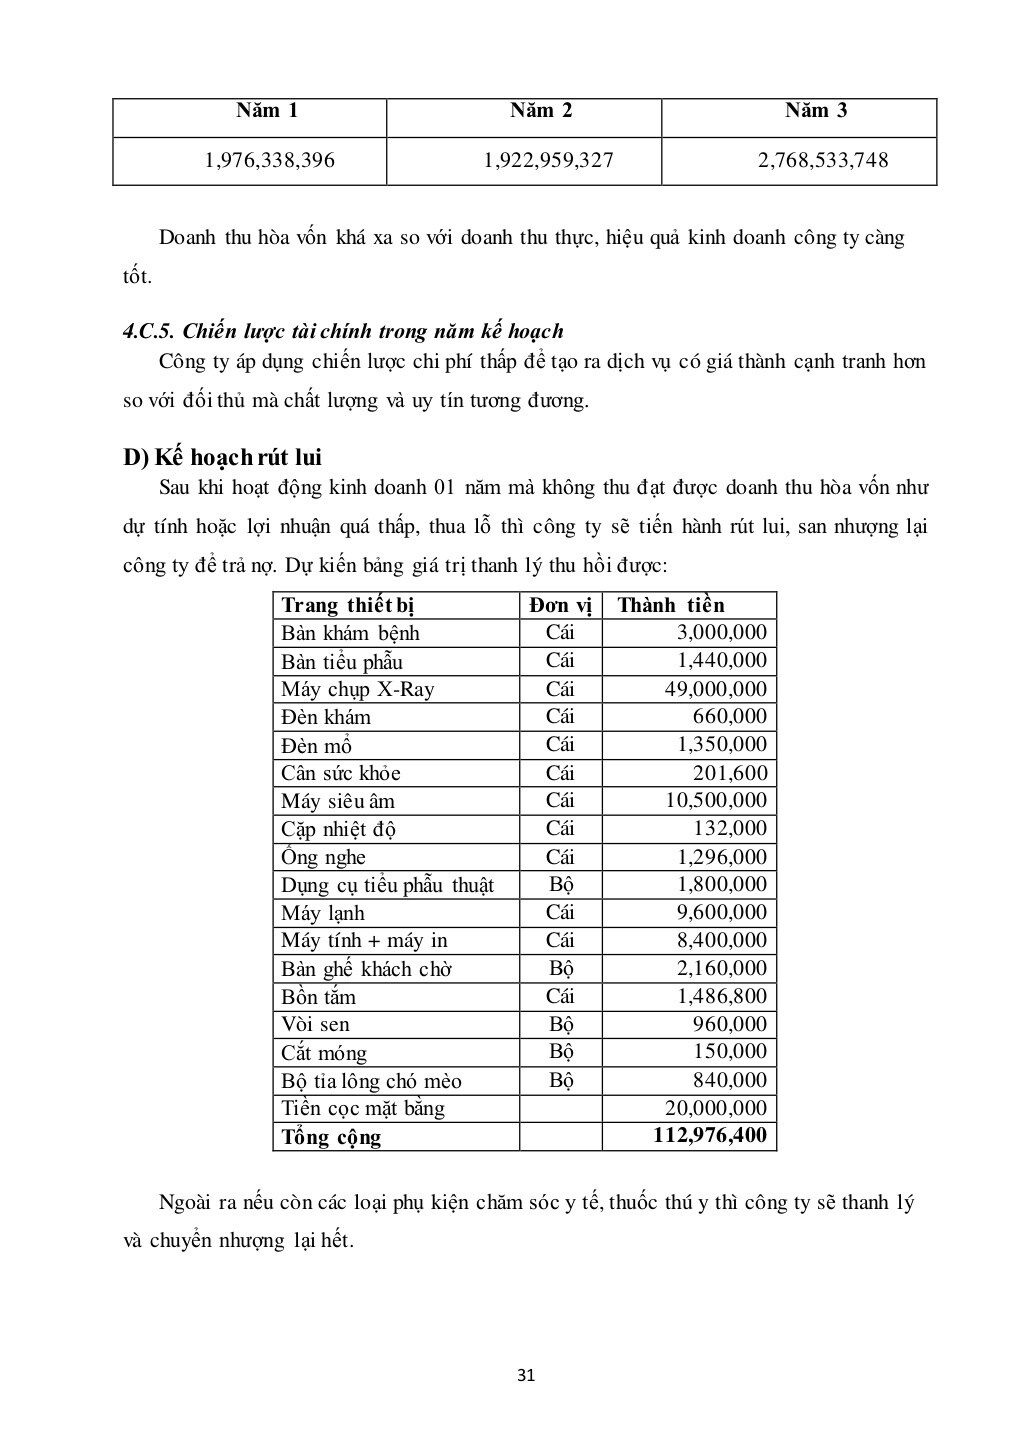 Năm 1 Năm 2 Năm 3
1,976,338,396 1,922,959,327 2,768,533,748
Doanh thu hòa vốn khá xa so với doanh thu thực, hiệu quả kinh doanh công ty càng
tốt.
4.C.5. Chiến lược tài chính trong năm kế hoạch
Công ty áp dụng chiến lược chi phí thấp để tạo ra dịch vụ có giá thành cạnh tranh hơn
so với đối thủ mà chất lượng và uy tín tương đương.
D) Kế hoạch rút lui
Sau khi hoạt động kinh doanh 01 năm mà không thu đạt được doanh thu hòa vốn như
dự tính hoặc lợi nhuận quá thấp, thua lỗ thì công ty sẽ tiến hành rút lui, san nhượng lại
công ty để trả nợ. Dự kiến bảng giá trị thanh lý thu hồi được:
Trang thiết bị Đơn vị Thành tiền
Bàn khám bệnh Cái 3,000,000
Bàn tiểu phẫu Cái 1,440,000
Máy chụp X-Ray Cái 49,000,000
Đèn khám Cái 660,000
Đèn mổ Cái 1,350,000
Cân sức khỏe Cái 201,600
Máy siêu âm Cái 10,500,000
Cặp nhiệt độ Cái 132,000
Ống nghe Cái 1,296,000
Dụng cụ tiểu phẫu thuật Bộ 1,800,000
Máy lạnh Cái 9,600,000
Máy tính + máy in Cái 8,400,000
Bàn ghế khách chờ Bộ 2,160,000
Bồn tắm Cái 1,486,800
Vòi sen Bộ 960,000
Cắt móng Bộ 150,000
Bộ tỉa lông chó mèo Bộ 840,000
Tiền cọc mặt bằng 20,000,000
Tổng cộng 112,976,400
Ngoài ra nếu còn các loại phụ kiện chăm sóc y tế, thuốc thú y thì công ty sẽ thanh lý
và chuyển nhượng lại hết.
31